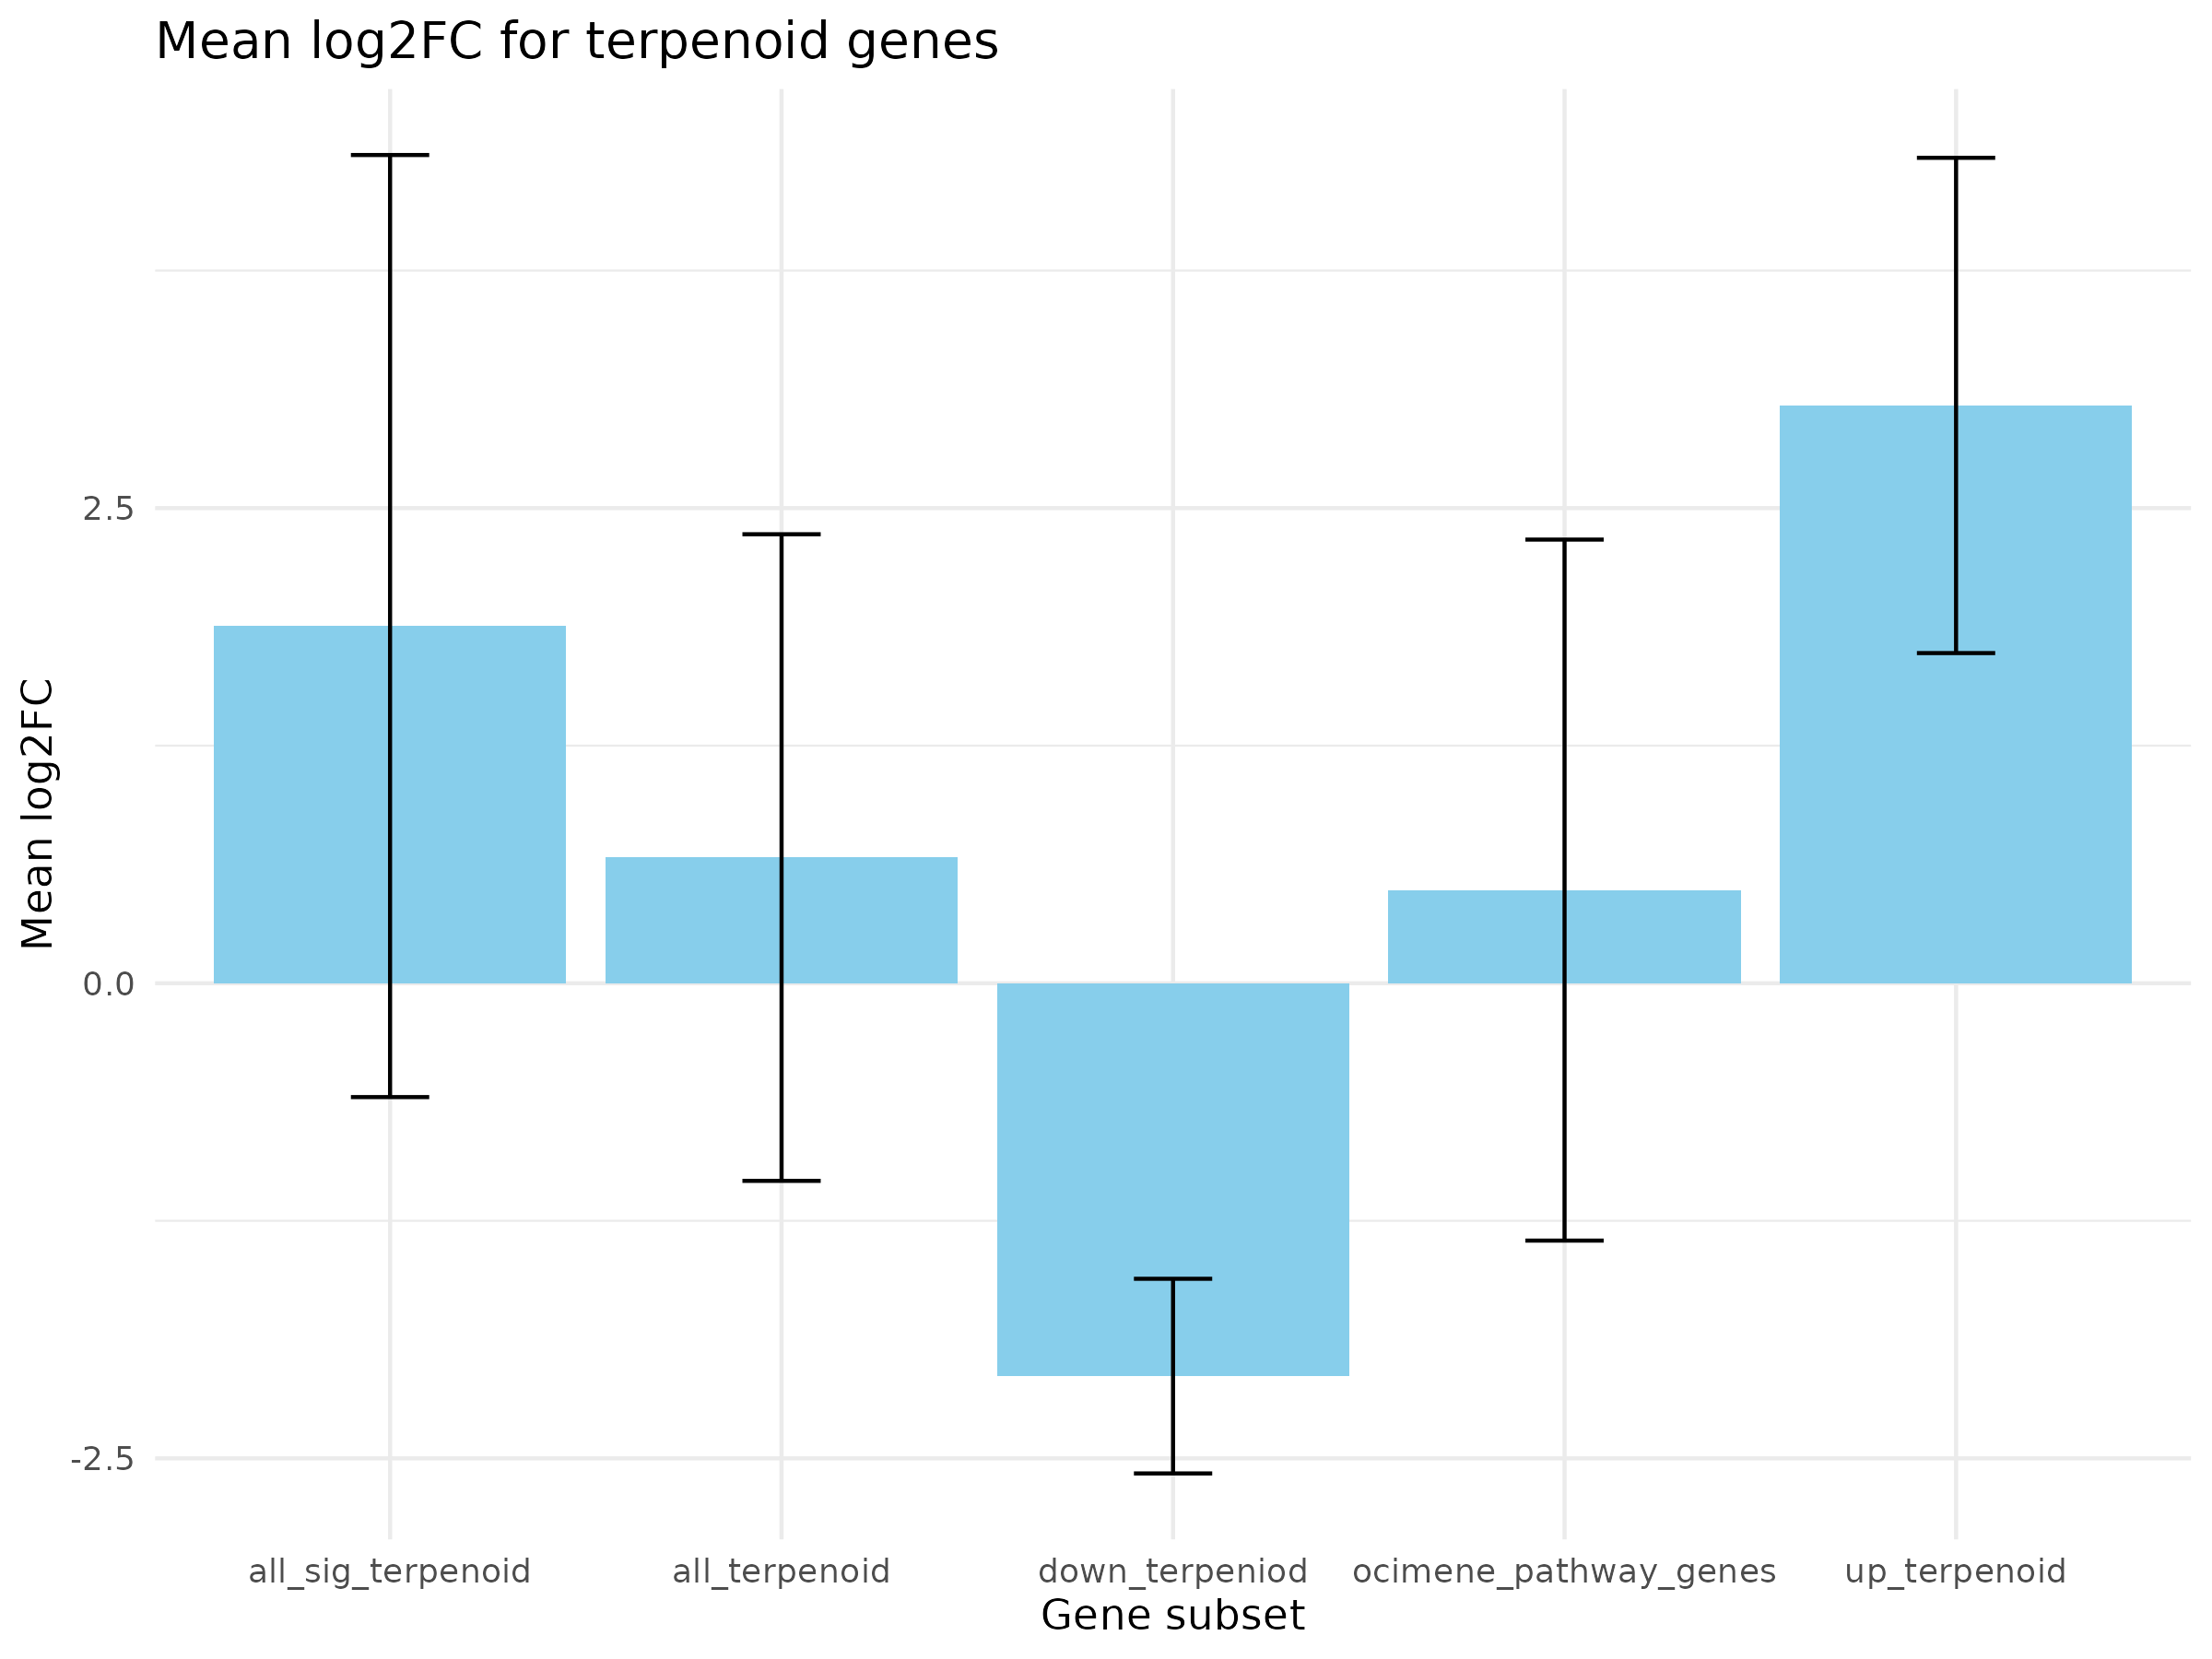 Mean log2FC for terpenoid genes
Mean log2FC
2.5
0.0
-2.5
all_sig_terpenoid
all_terpenoid
down_terpeniod
ocimene_pathway_genes
up_terpenoid
Gene subset